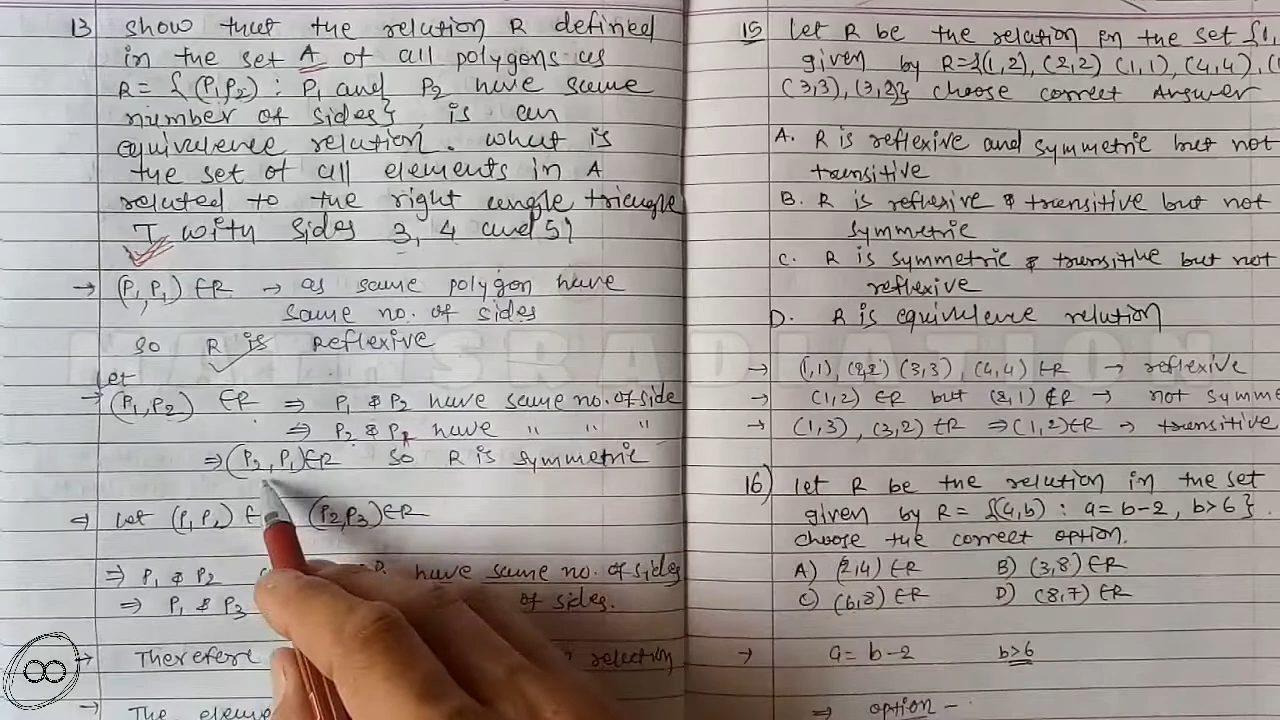 13 show that the relation R defined
in the set A of all polygons as
R= {(P1P2) : P1 and P2 have same
number of sides} is an
equivalence relation. what is
the set of all elements in A
related to the right angle triangle
T with sides 3, 4 and 5?
→ (P1,P1) ∈R → as same polygon have
same no. of sides
so R is Reflexive
Let
→ (P1,P2) ∈R ⇒ P1 & P2 have same no. of side
⇒ P2 & P1 have " " "
⇒ (P2,P1)∈R so R is symmetric
⇒ Let (P1P2) (P2,P3)∈R
⇒ P1 & P2 have same no. of sides
⇒ P1 & P3 of sides.
→ Therefore relation
→ The
15 Let R be the relation in the set {1,
given by R={(1,2), (2,2) (1,1), (4,4),
(3,3), (3,2)} choose correct Answer
A. R is reflexive and symmetric but not
transitive
B. R is reflexive & transitive but not
symmetric
C. R is symmetric & transitive but not
reflexive
D. R is equivalence relation
→ (1,1) (2,2) (3,3), (4,4) ∈R → reflexive
→ (1,2) ∈R but (2,1) ∉R → not symme
→ (1,3), (3,2) ∈R ⇒(1,2)∈R → transitive
16) Let R be the relation in the set
given by R = {(a,b) : a=b-2, b>6}.
choose the correct option.
A) (2,4) ∈R B) (3,8) ∈R
C) (6,8) ∈R D) (8,7) ∈R
→ a= b-2 b>6
⇒ option -
MATHSRADIATION